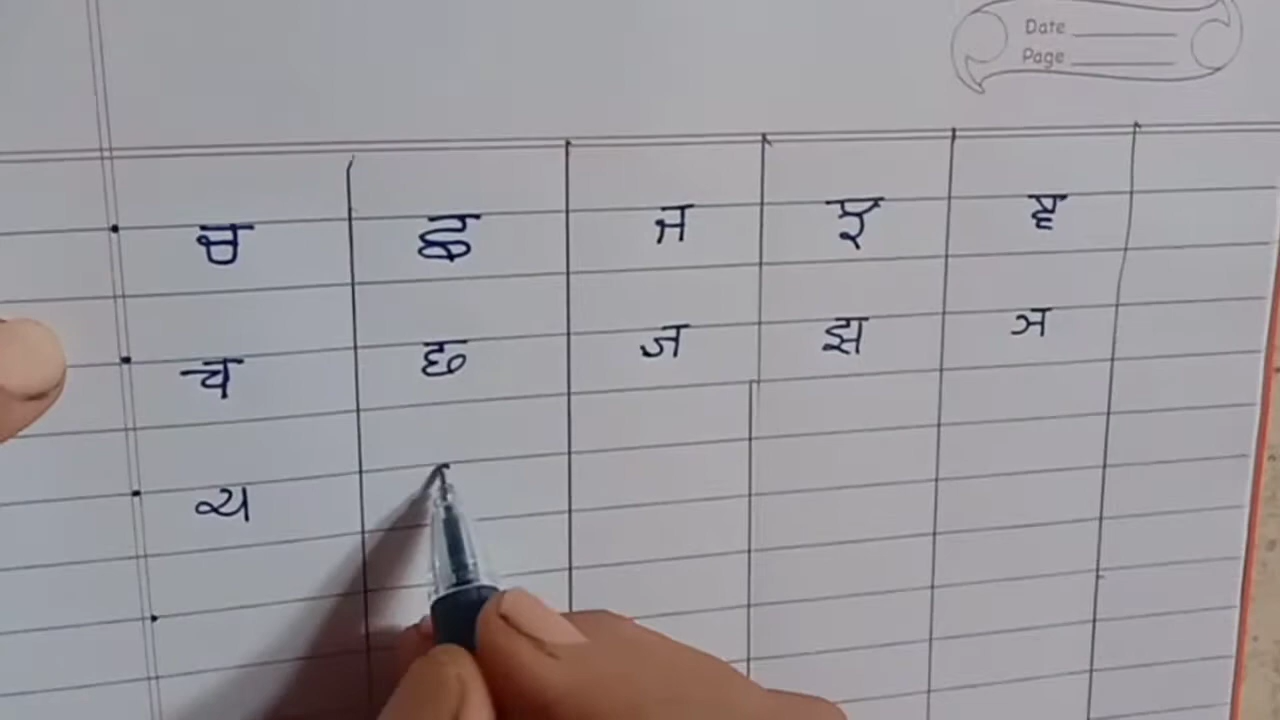 Date
Page
ਚ ਛ ਜ ਝ ਞ
च छ ज झ ञ
ચ